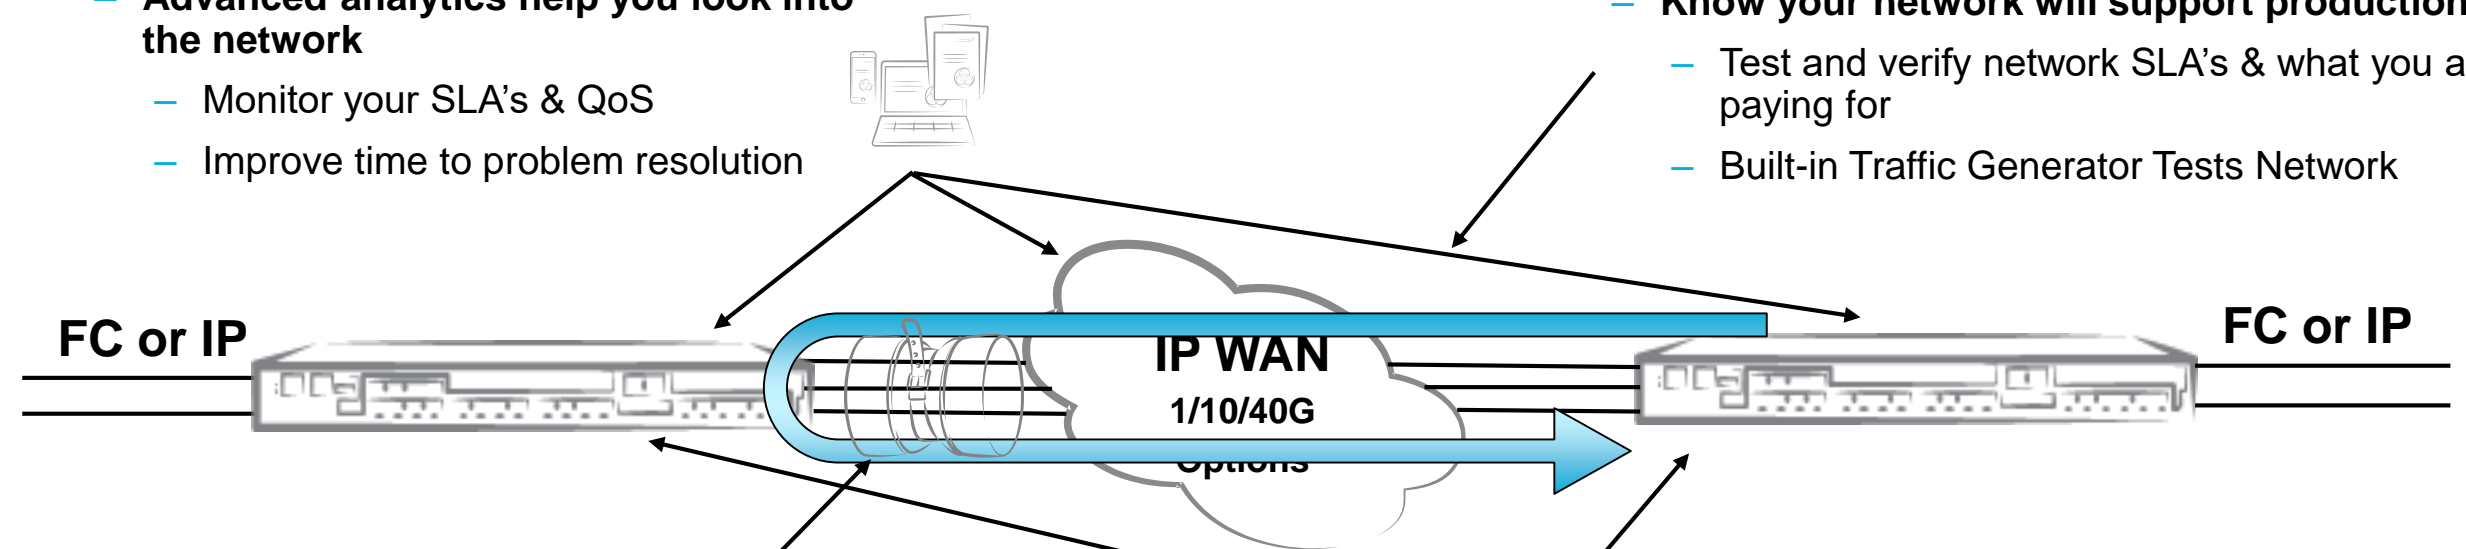 – Advanced analytics help you look into
the network
– Monitor your SLA's & QoS
– Improve time to problem resolution
– Know your network will support production
– Test and verify network SLA's & what you a
paying for
– Built-in Traffic Generator Tests Network
FC or IP
IP WAN
1/10/40G
Options
FC or IP